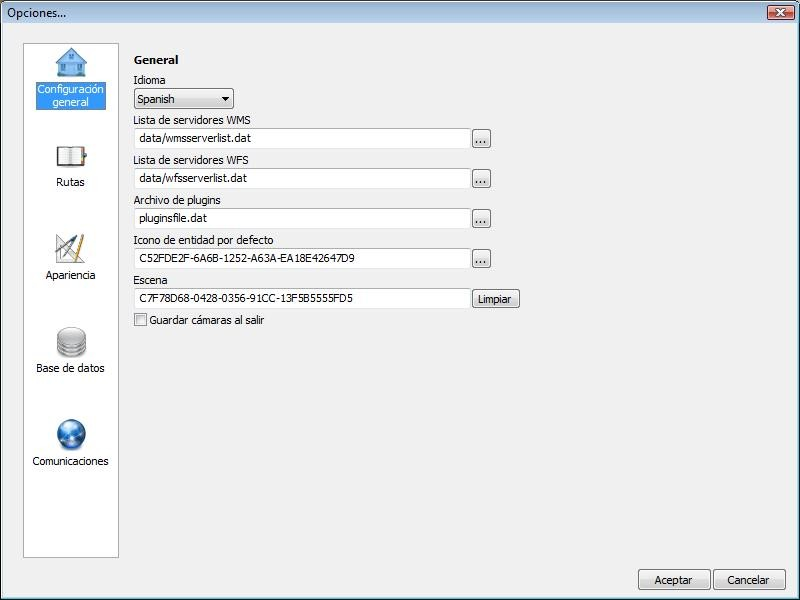 Opciones...
Configuración
general
Rutas
Apariencia
Base de datos
Comunicaciones
General
Idioma
Spanish
Lista de servidores WMS
data/wmsserverlist.dat
...
Lista de servidores WFS
data/wfsserverlist.dat
...
Archivo de plugins
pluginsfile.dat
...
Icono de entidad por defecto
C52FDE2F-6A6B-1252-A63A-EA18E42647D9
...
Escena
C7F78D68-0428-0356-91CC-13F5B5555FD5
Limpiar
Guardar cámaras al salir
Aceptar
Cancelar